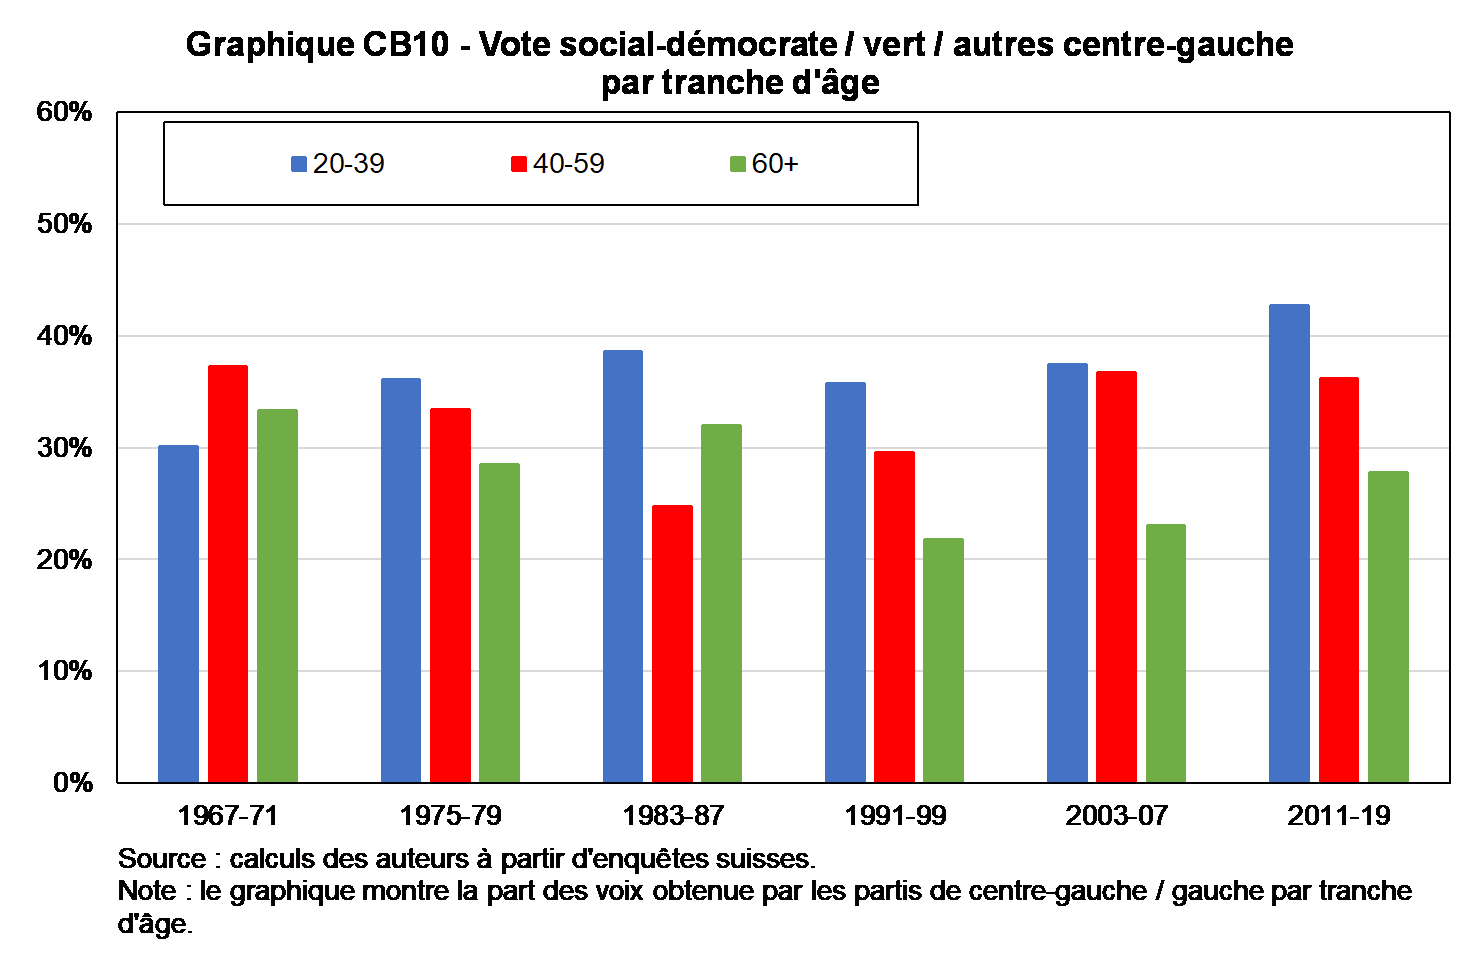 Graphique CB10 - Vote social-démocrate / vert / autres centre-gauche
par tranche d'âge
60%
20-39 40-59 60+
50%
40%
30%
20%
10%
0%
1967-71 1975-79 1983-87 1991-99 2003-07 2011-19
Source : calculs des auteurs à partir d'enquêtes suisses.
Note : le graphique montre la part des voix obtenue par les partis de centre-gauche / gauche par tranche
d'âge.